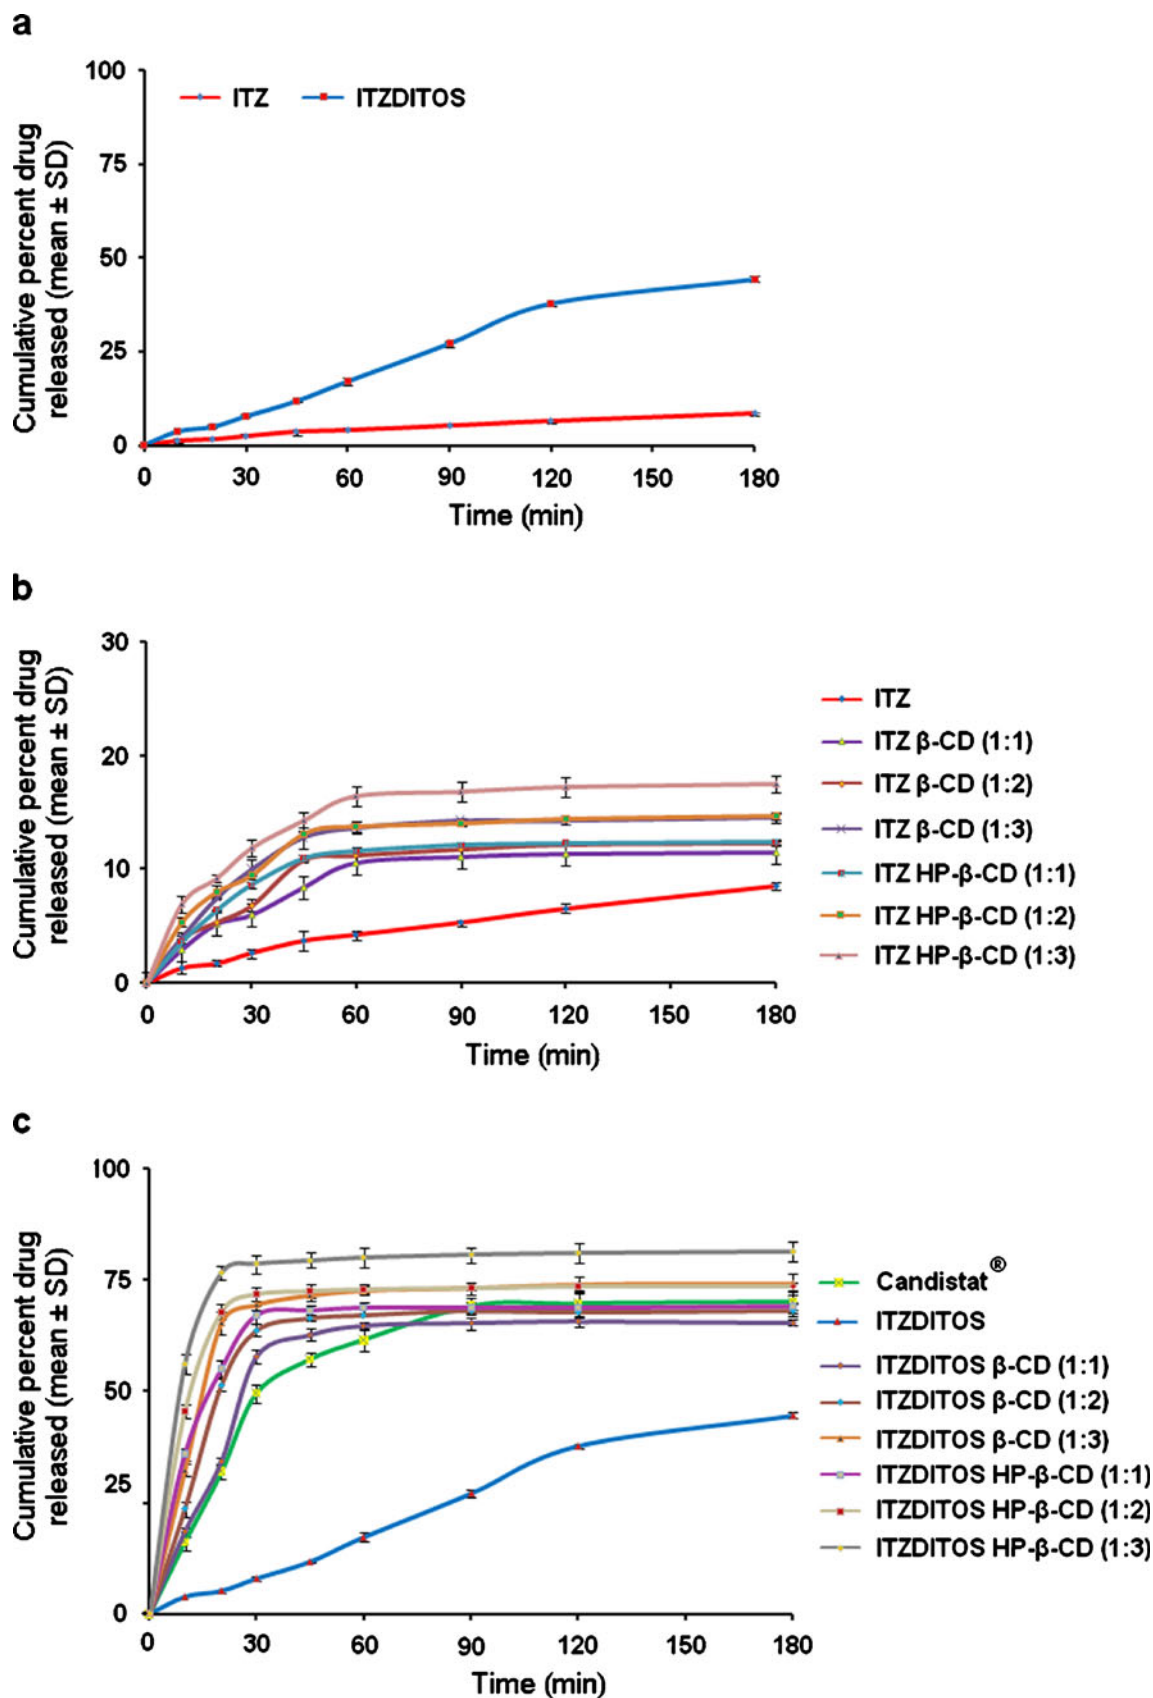 a
Cumulative percent drug
released (mean ± SD)
100
75
50
25
0
ITZ
ITZDITOS
0
30
60
90
120
150
180
Time (min)
b
Cumulative percent drug
released (mean ± SD)
30
20
10
0
0
30
60
90
120
150
180
Time (min)
ITZ
ITZ β-CD (1:1)
ITZ β-CD (1:2)
ITZ β-CD (1:3)
ITZ HP-β-CD (1:1)
ITZ HP-β-CD (1:2)
ITZ HP-β-CD (1:3)
c
Cumulative percent drug
released (mean ± SD)
100
75
50
25
0
0
30
60
90
120
150
180
Time (min)
Candistat®
ITZDITOS
ITZDITOS β-CD (1:1)
ITZDITOS β-CD (1:2)
ITZDITOS β-CD (1:3)
ITZDITOS HP-β-CD (1:1)
ITZDITOS HP-β-CD (1:2)
ITZDITOS HP-β-CD (1:3)